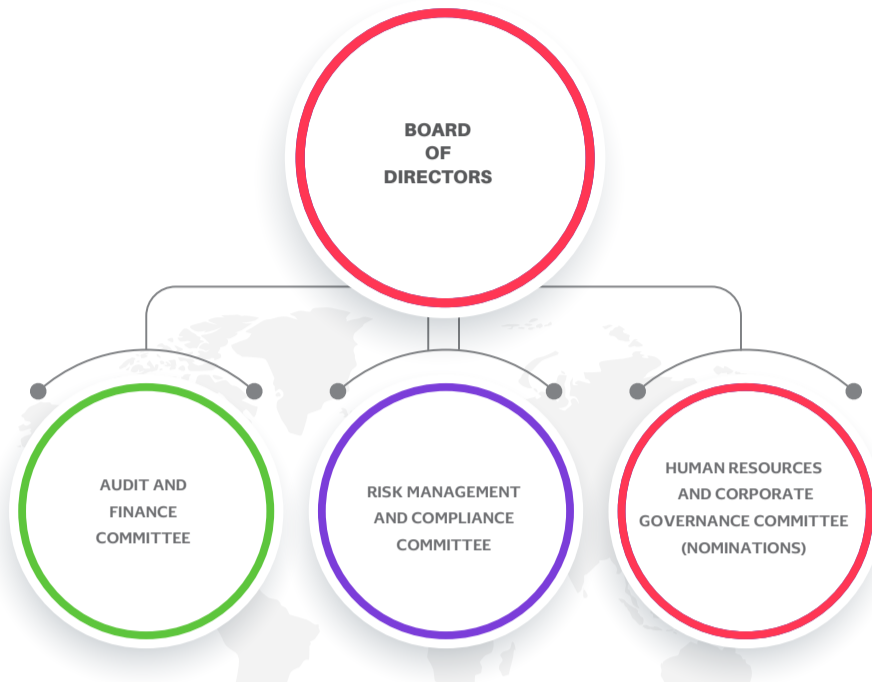 BOARD
OF
DIRECTORS
AUDIT AND
FINANCE
COMMITTEE
RISK MANAGEMENT
AND COMPLIANCE
COMMITTEE
HUMAN RESOURCES
AND CORPORATE
GOVERNANCE COMMITTEE
(NOMINATIONS)